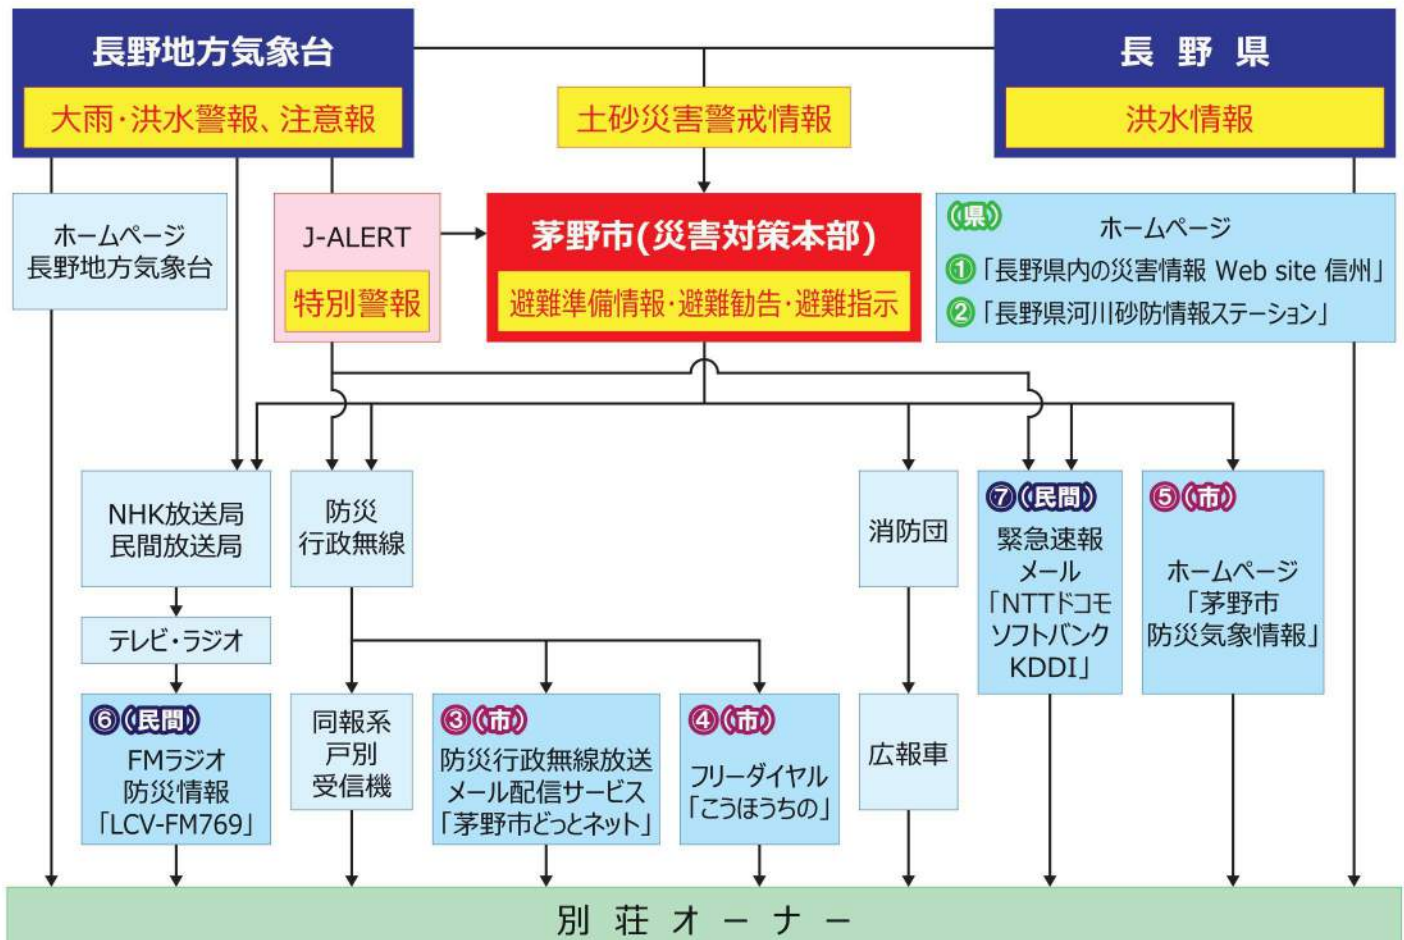 長野地方気象台
大雨・洪水警報、注意報
土砂災害警戒情報
長野県
洪水情報
ホームページ
長野地方気象台
J-ALERT
特別警報
茅野市(災害対策本部)
避難準備情報・避難勧告・避難指示
(県)
ホームページ
①「長野県内の災害情報 Web site 信州」
②「長野県河川砂防情報ステーション」
NHK放送局
民間放送局
防災
行政無線
消防団
⑦(民間)
緊急速報
メール
「NTTドコモ
ソフトバンク
KDDI」
⑤(市)
ホームページ
「茅野市
防災気象情報」
テレビ・ラジオ
⑥(民間)
FMラジオ
防災情報
「LCV-FM769」
同報系
戸別
受信機
③(市)
防災行政無線放送
メール配信サービス
「茅野市どっとネット」
④(市)
フリーダイヤル
「こうほうちの」
広報車
別荘オーナー